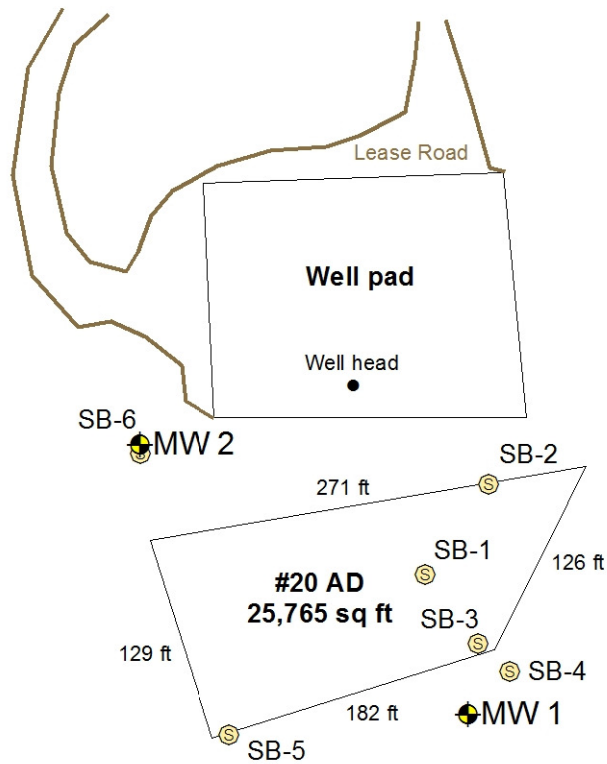 Lease Road
Well pad
Well head
SB-6
S
MW 2
SB-2
S
271 ft
SB-1
S
126 ft
#20 AD
25,765 sq ft
SB-3
S
129 ft
SB-4
S
182 ft
MW 1
SB-5
S